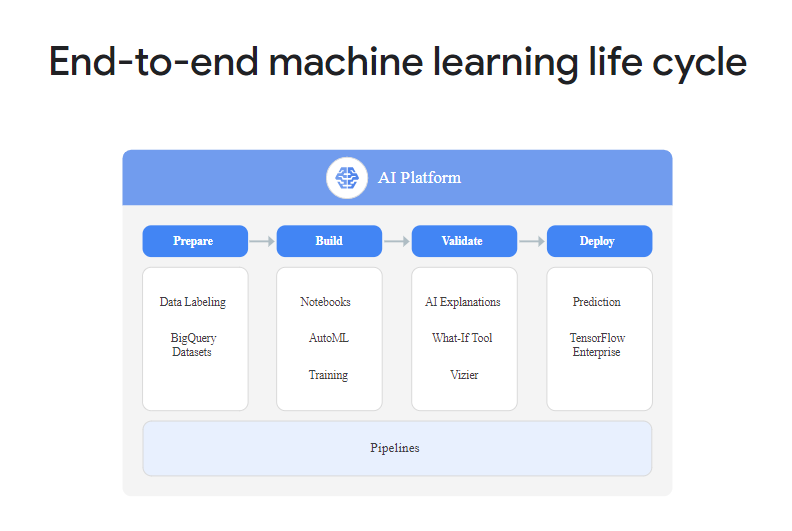 End-to-end machine learning life cycle
AI Platform
Prepare
Build
Validate
Deploy
Data Labeling
BigQuery
Datasets
Notebooks
AutoML
Training
AI Explanations
What-If Tool
Vizier
Prediction
TensorFlow
Enterprise
Pipelines